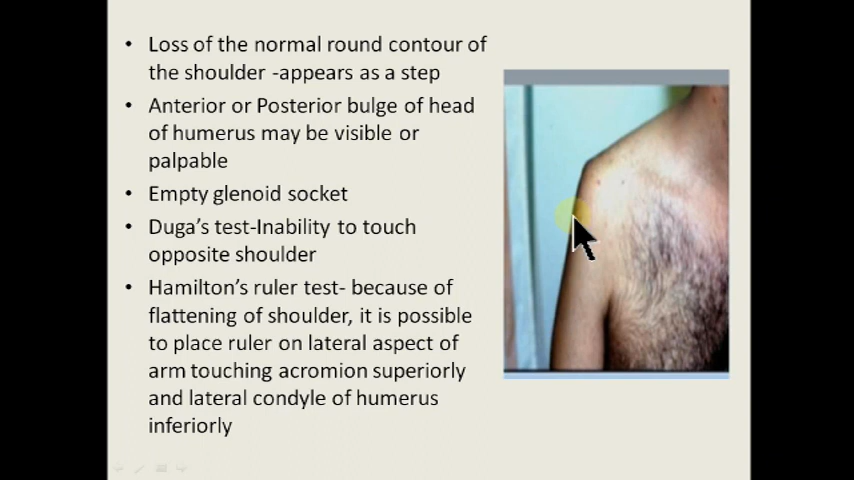 • Loss of the normal round contour of
the shoulder -appears as a step
• Anterior or Posterior bulge of head
of humerus may be visible or
palpable
• Empty glenoid socket
• Duga's test-Inability to touch
opposite shoulder
• Hamilton's ruler test- because of
flattening of shoulder, it is possible
to place ruler on lateral aspect of
arm touching acromion superiorly
and lateral condyle of humerus
inferiorly